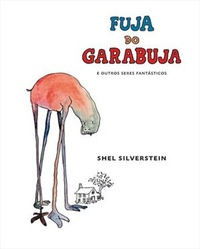 FUJA
DO
GARABUJA
E OUTROS SERES FANTÁSTICOS
SHEL SILVERSTEIN